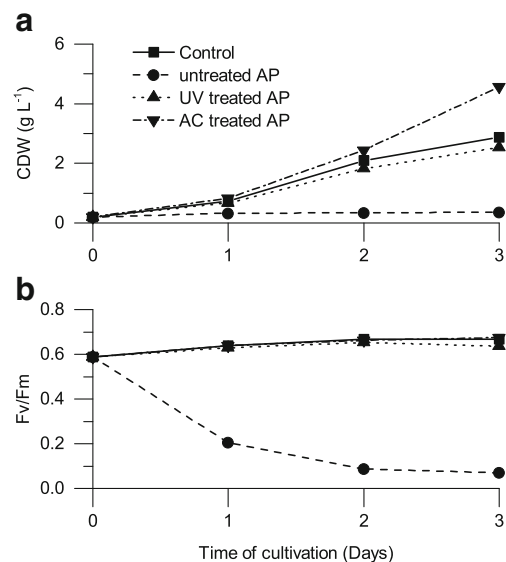 a
6
4
2
0
CDW (g L⁻¹)
Control
untreated AP
UV treated AP
AC treated AP
0 1 2 3
b
0.8
0.6
0.4
0.2
0.0
Fv/Fm
0 1 2 3
Time of cultivation (Days)